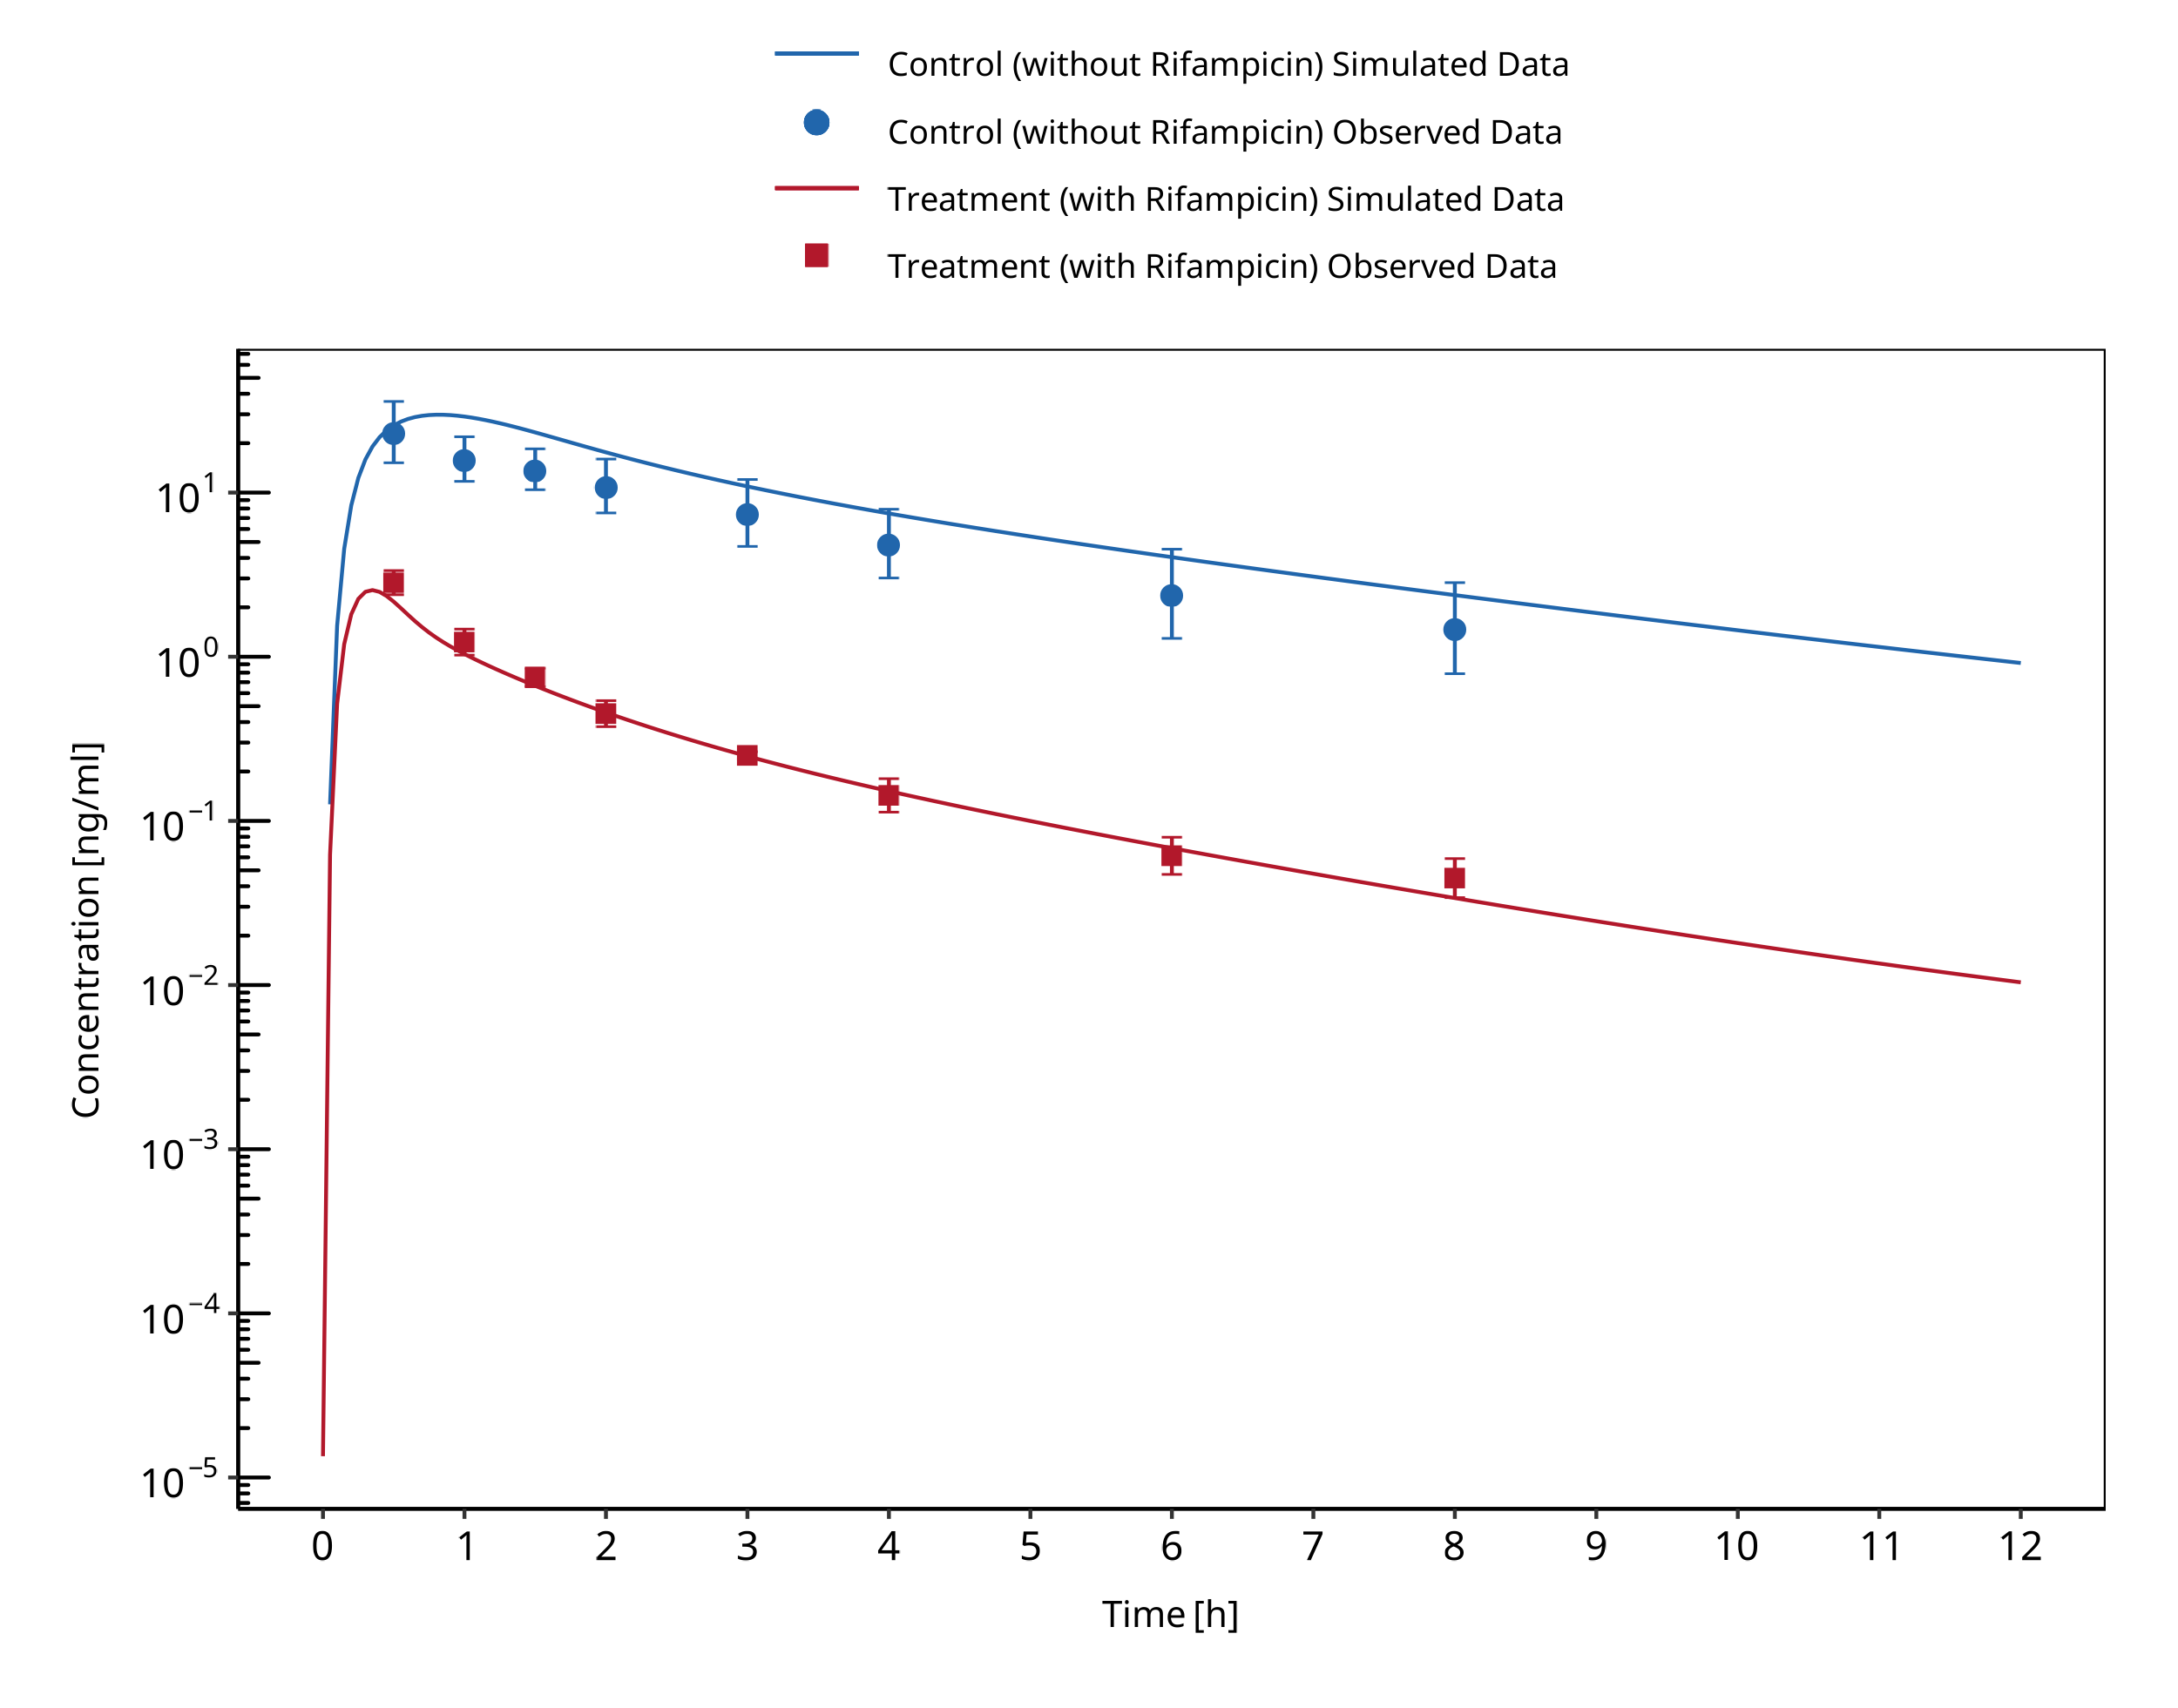 Control (without Rifampicin) Simulated Data
Control (without Rifampicin) Observed Data
Treatment (with Rifampicin) Simulated Data
Treatment (with Rifampicin) Observed Data
Concentration [ng/ml]
10^1
10^0
10^−1
10^−2
10^−3
10^−4
10^−5
0 1 2 3 4 5 6 7 8 9 10 11 12
Time [h]